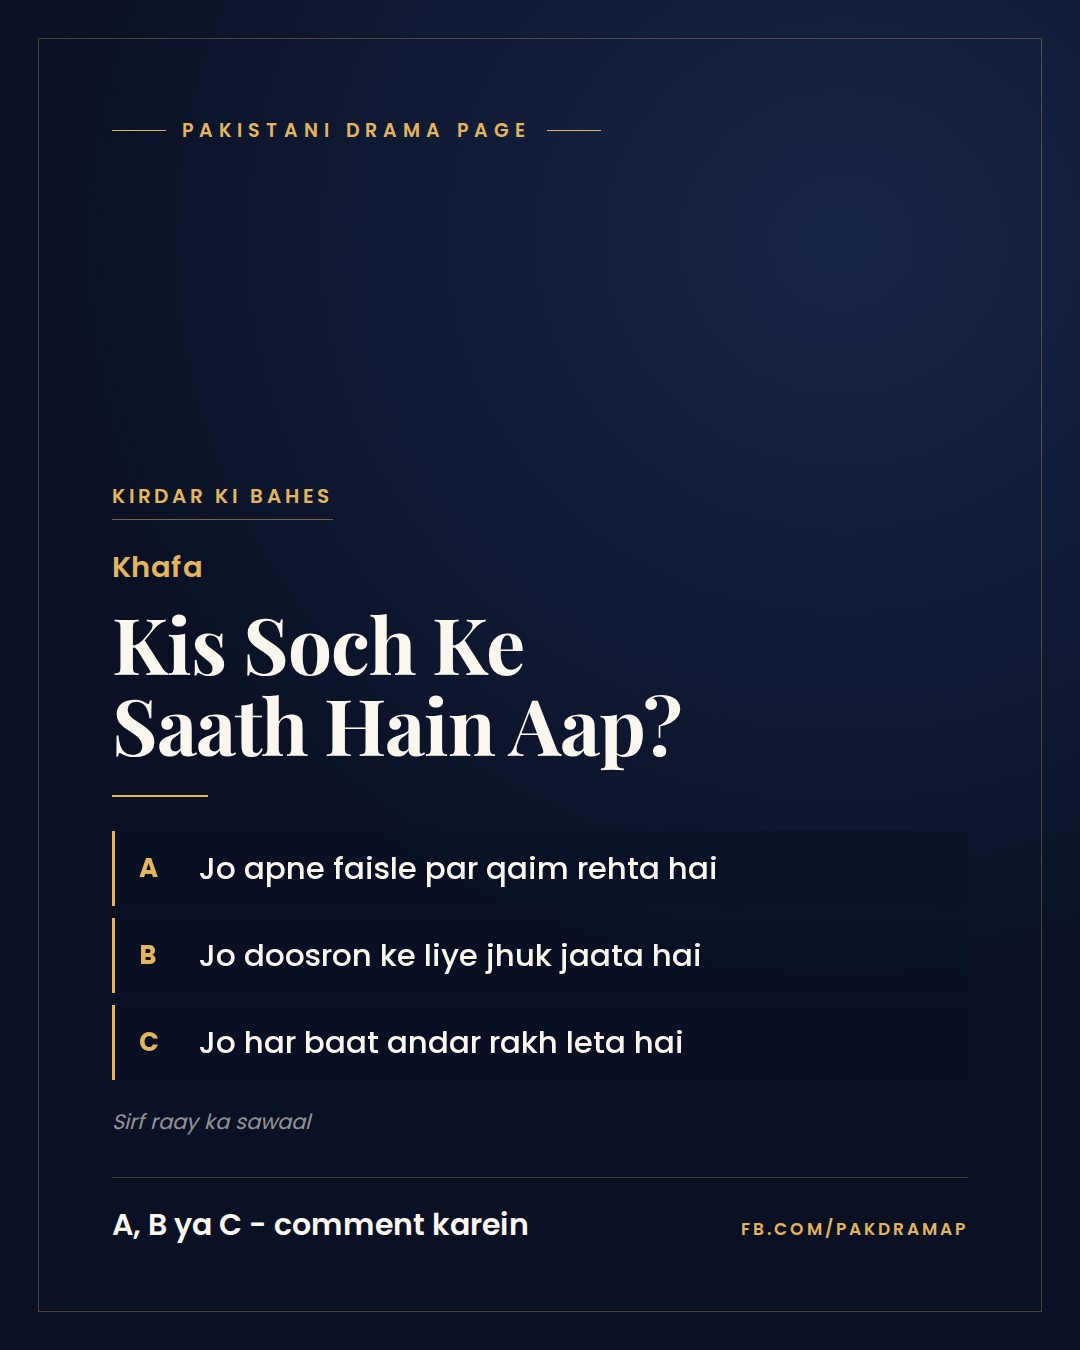 PAKISTANI DRAMA PAGE
KIRDAR KI BAHES
Khafa
Kis Soch Ke
Saath Hain Aap?
A Jo apne faisle par qaim rehta hai
B Jo doosron ke liye jhuk jaata hai
C Jo har baat andar rakh leta hai
Sirf raay ka sawaal
A, B ya C - comment karein
FB.COM/PAKDRAMAP